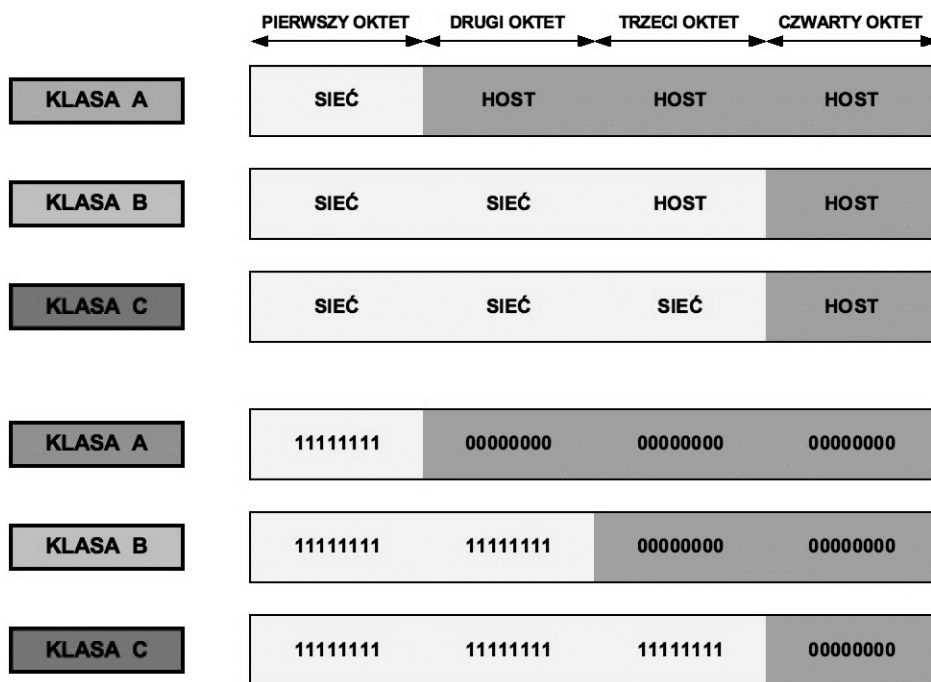 PIERWSZY OKTET DRUGI OKTET TRZECI OKTET CZWARTY OKTET
KLASA A SIEĆ HOST HOST HOST
KLASA B SIEĆ SIEĆ HOST HOST
KLASA C SIEĆ SIEĆ SIEĆ HOST
KLASA A 11111111 00000000 00000000 00000000
KLASA B 11111111 11111111 00000000 00000000
KLASA C 11111111 11111111 11111111 00000000